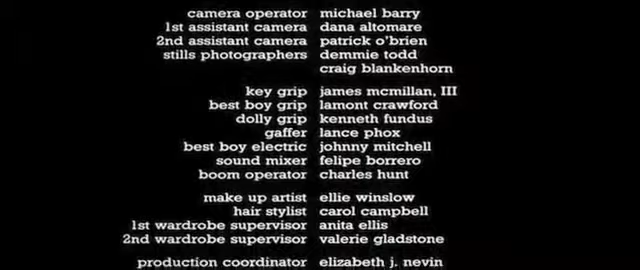 camera operator michael barry
1st assistant camera dana altomare
2nd assistant camera patrick o'brien
stills photographers demmie todd
craig blankenhorn
key grip james mcmillan, III
best boy grip lamont crawford
dolly grip kenneth fundus
gaffer lance phox
best boy electric johnny mitchell
sound mixer felipe borrero
boom operator charles hunt
make up artist ellie winslow
hair stylist carol campbell
1st wardrobe supervisor anita ellis
2nd wardrobe supervisor valerie gladstone
production coordinator elizabeth j. nevin